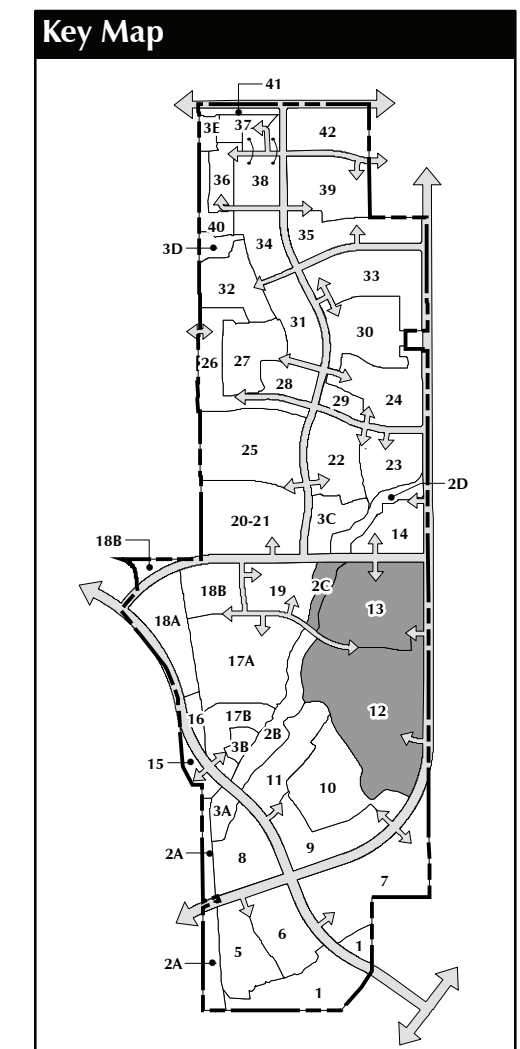 Key Map
41
3E 37 42
36 38 39
40 35
3D 34
33
32
31 30
26 27
28
29 24
25 22 23
2D
20-21 3C
14
18B
18B 19 2C
18A 13
17A
16 17B 12
2B
3B
15
11 10
3A
9
2A 8
7
6
5 1
2A
1